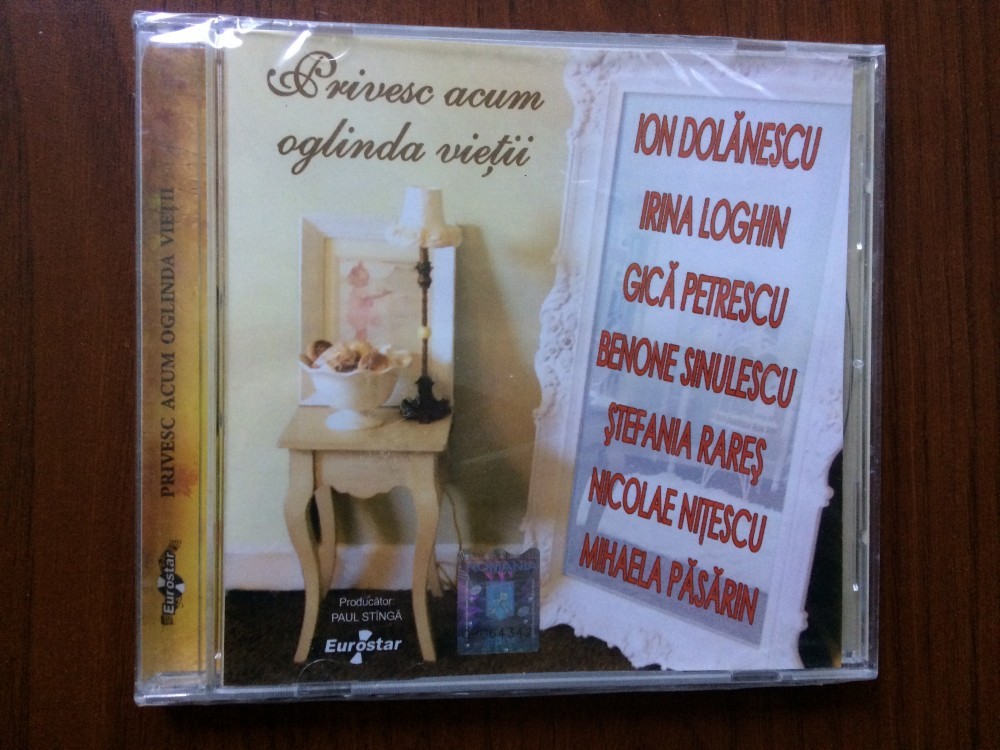 Privesc acum
oglinda vieții
ION DOLĂNESCU
IRINA LOGHIN
GICĂ PETRESCU
BENONE SINULESCU
ȘTEFANIA RAREȘ
NICOLAE NIȚESCU
MIHAELA PĂSĂRIN
PRIVESC ACUM OGLINDA VIEȚII
Eurostar
Producător
PAUL STÎNGĂ
Eurostar
ROMANIA